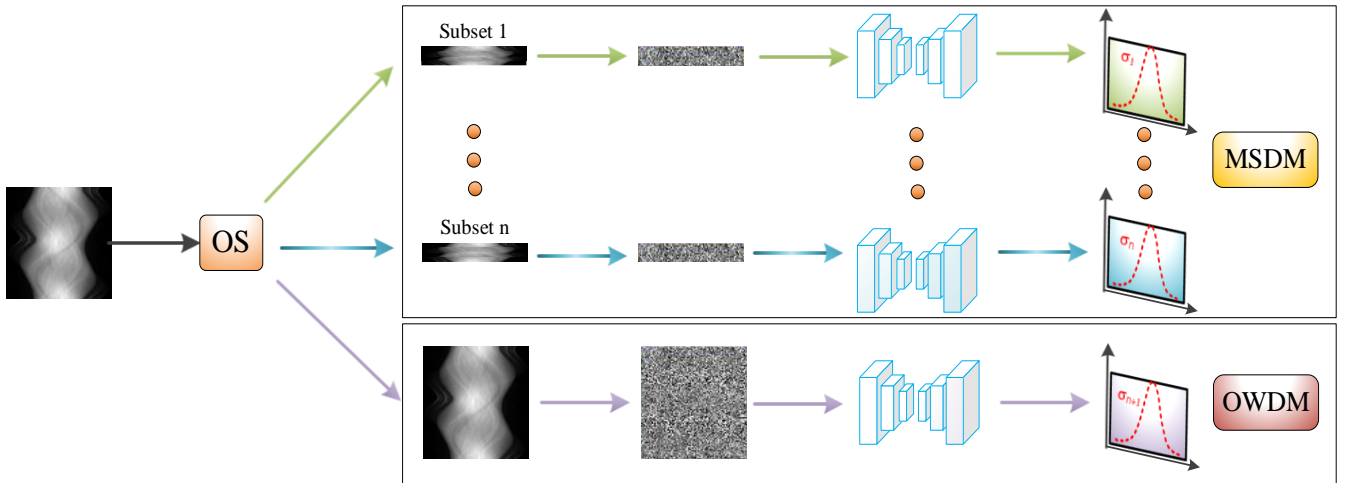 Subset 1
σ1
MSDM
OS
Subset n
σn
σn+1
OWDM